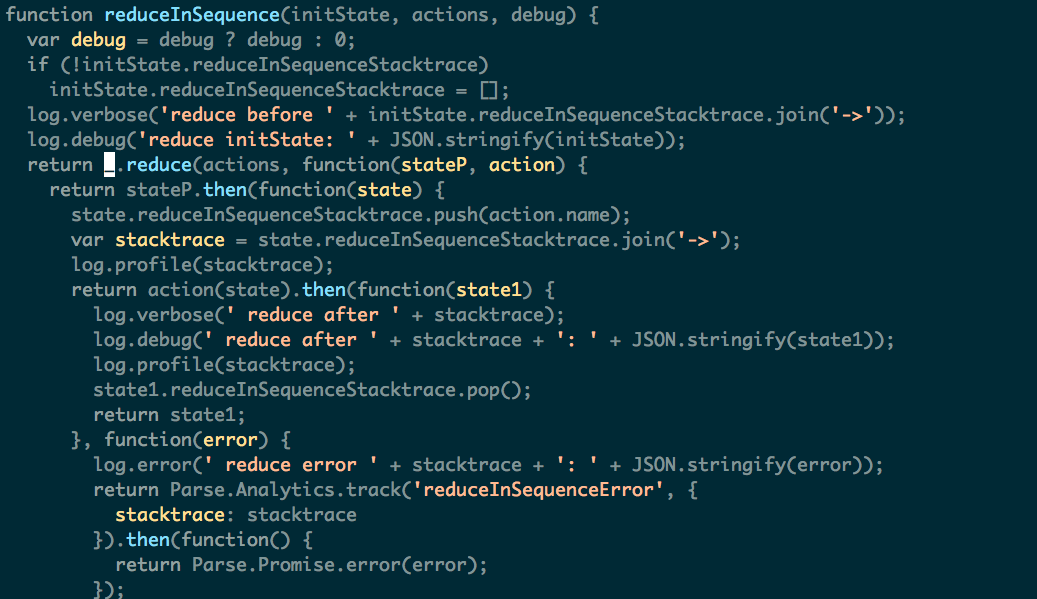 function reduceInSequence(initState, actions, debug) {
  var debug = debug ? debug : 0;
  if (!initState.reduceInSequenceStacktrace)
    initState.reduceInSequenceStacktrace = [];
  log.verbose('reduce before ' + initState.reduceInSequenceStacktrace.join('->'));
  log.debug('reduce initState: ' + JSON.stringify(initState));
  return _.reduce(actions, function(stateP, action) {
    return stateP.then(function(state) {
      state.reduceInSequenceStacktrace.push(action.name);
      var stacktrace = state.reduceInSequenceStacktrace.join('->');
      log.profile(stacktrace);
      return action(state).then(function(state1) {
        log.verbose(' reduce after ' + stacktrace);
        log.debug(' reduce after ' + stacktrace + ': ' + JSON.stringify(state1));
        log.profile(stacktrace);
        state1.reduceInSequenceStacktrace.pop();
        return state1;
      }, function(error) {
        log.error(' reduce error ' + stacktrace + ': ' + JSON.stringify(error));
        return Parse.Analytics.track('reduceInSequenceError', {
          stacktrace: stacktrace
        }).then(function() {
          return Parse.Promise.error(error);
        });